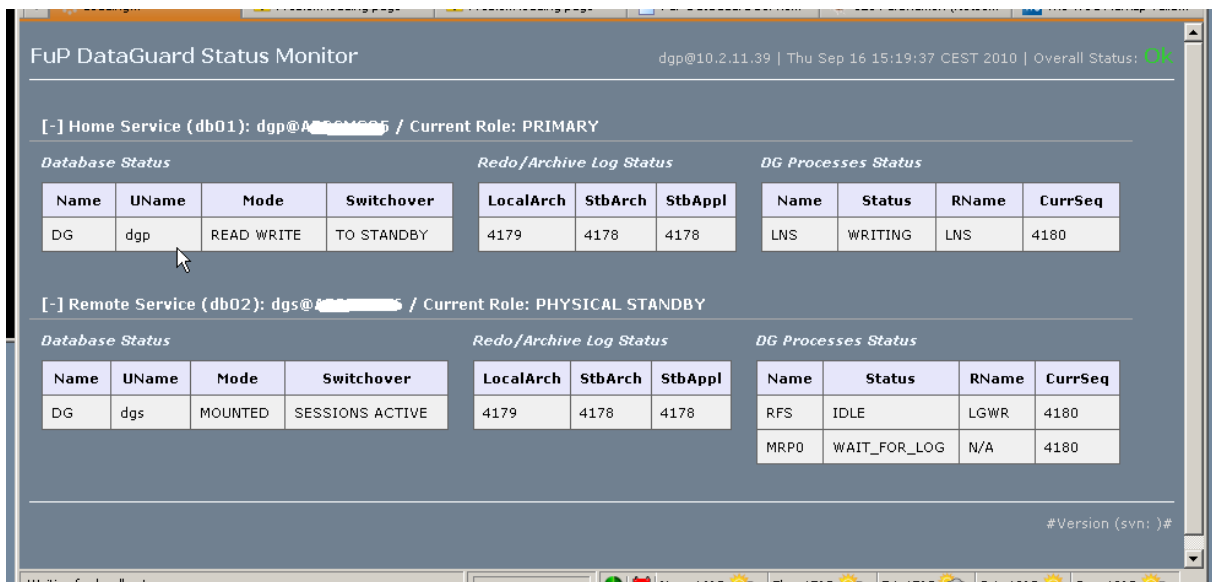 FuP DataGuard Status Monitor
dgp@10.2.11.39 | Thu Sep 16 15:19:37 CEST 2010 | Overall Status: Ok
[-] Home Service (db01): dgp@ / Current Role: PRIMARY
Database Status
Name UName Mode Switchover
DG dgp READ WRITE TO STANDBY
Redo/Archive Log Status
LocalArch StbArch StbAppl
4179 4178 4178
DG Processes Status
Name Status RName CurrSeq
LNS WRITING LNS 4180
[-] Remote Service (db02): dgs@ / Current Role: PHYSICAL STANDBY
Database Status
Name UName Mode Switchover
DG dgs MOUNTED SESSIONS ACTIVE
Redo/Archive Log Status
LocalArch StbArch StbAppl
4179 4178 4178
DG Processes Status
Name Status RName CurrSeq
RFS IDLE LGWR 4180
MRP0 WAIT_FOR_LOG N/A 4180
#Version (svn: )#